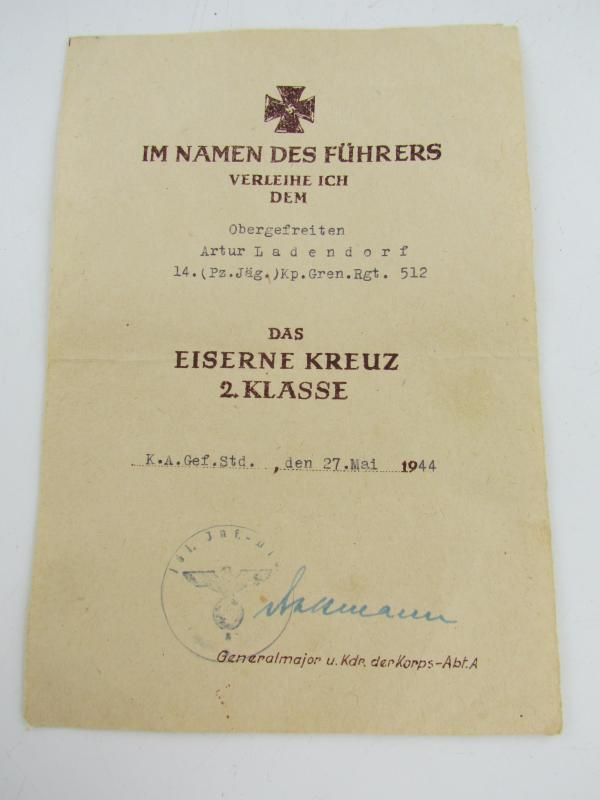 IM NAMEN DES FÜHRERS
VERLEIHE ICH
DEM
Obergefreiten
Artur L a d e n d o r f
14.(Pz.Jäg.)Kp.Gren.Rgt. 512
DAS
EISERNE KREUZ
2. KLASSE
K.A.Gef.Std. , den 27.Mai 1944
Generalmajor u. Kdr. der Korps-Abt. A